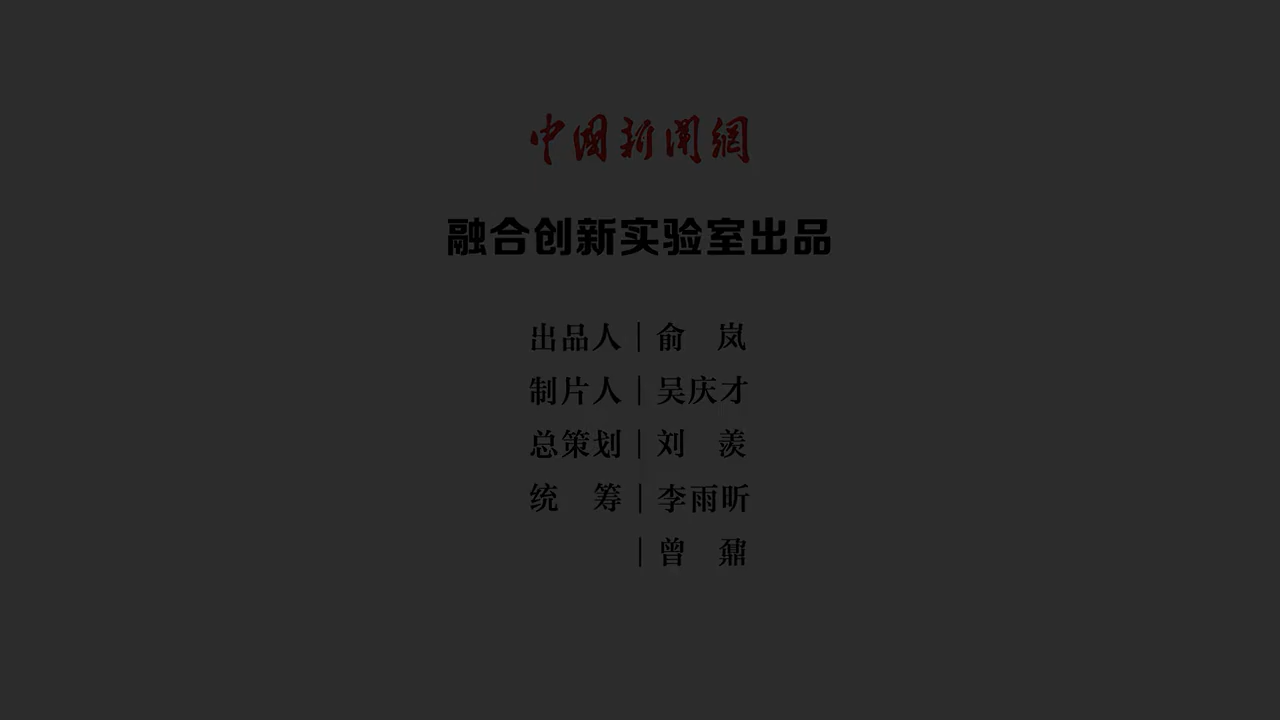 中国新闻網
融合创新实验室出品
出品人｜俞　岚
制片人｜吴庆才
总策划｜刘　羡
统　筹｜李雨昕
｜曾　鼐